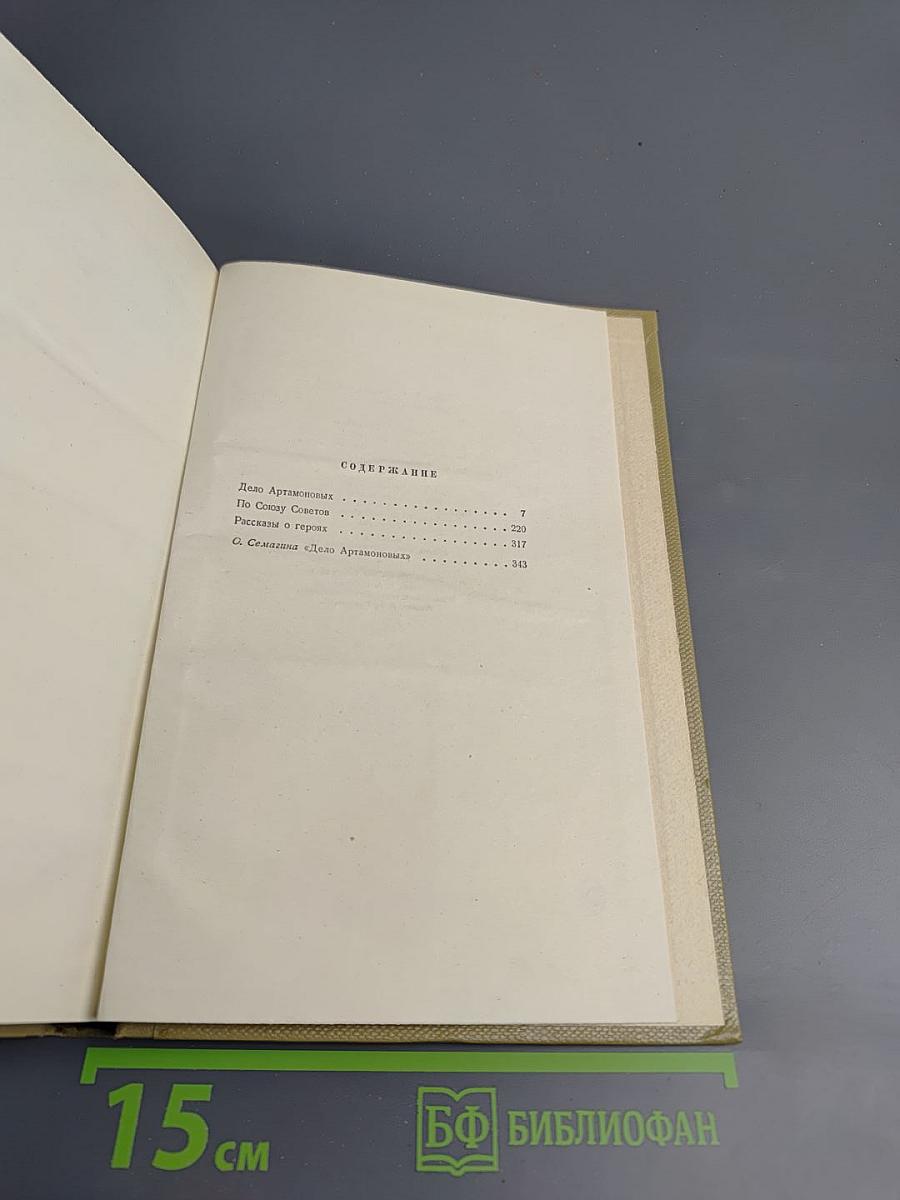 СОДЕРЖАНИЕ
Дело Артамоновых . . . . . . . . . . . . . . . . . 7
По Союзу Советов . . . . . . . . . . . . . . . . . 220
Рассказы о героях . . . . . . . . . . . . . . . . . 317
О. Семагина «Дело Артамоновых» . . . . . . . . . 343
15 см
БФ БИБЛИОФАН